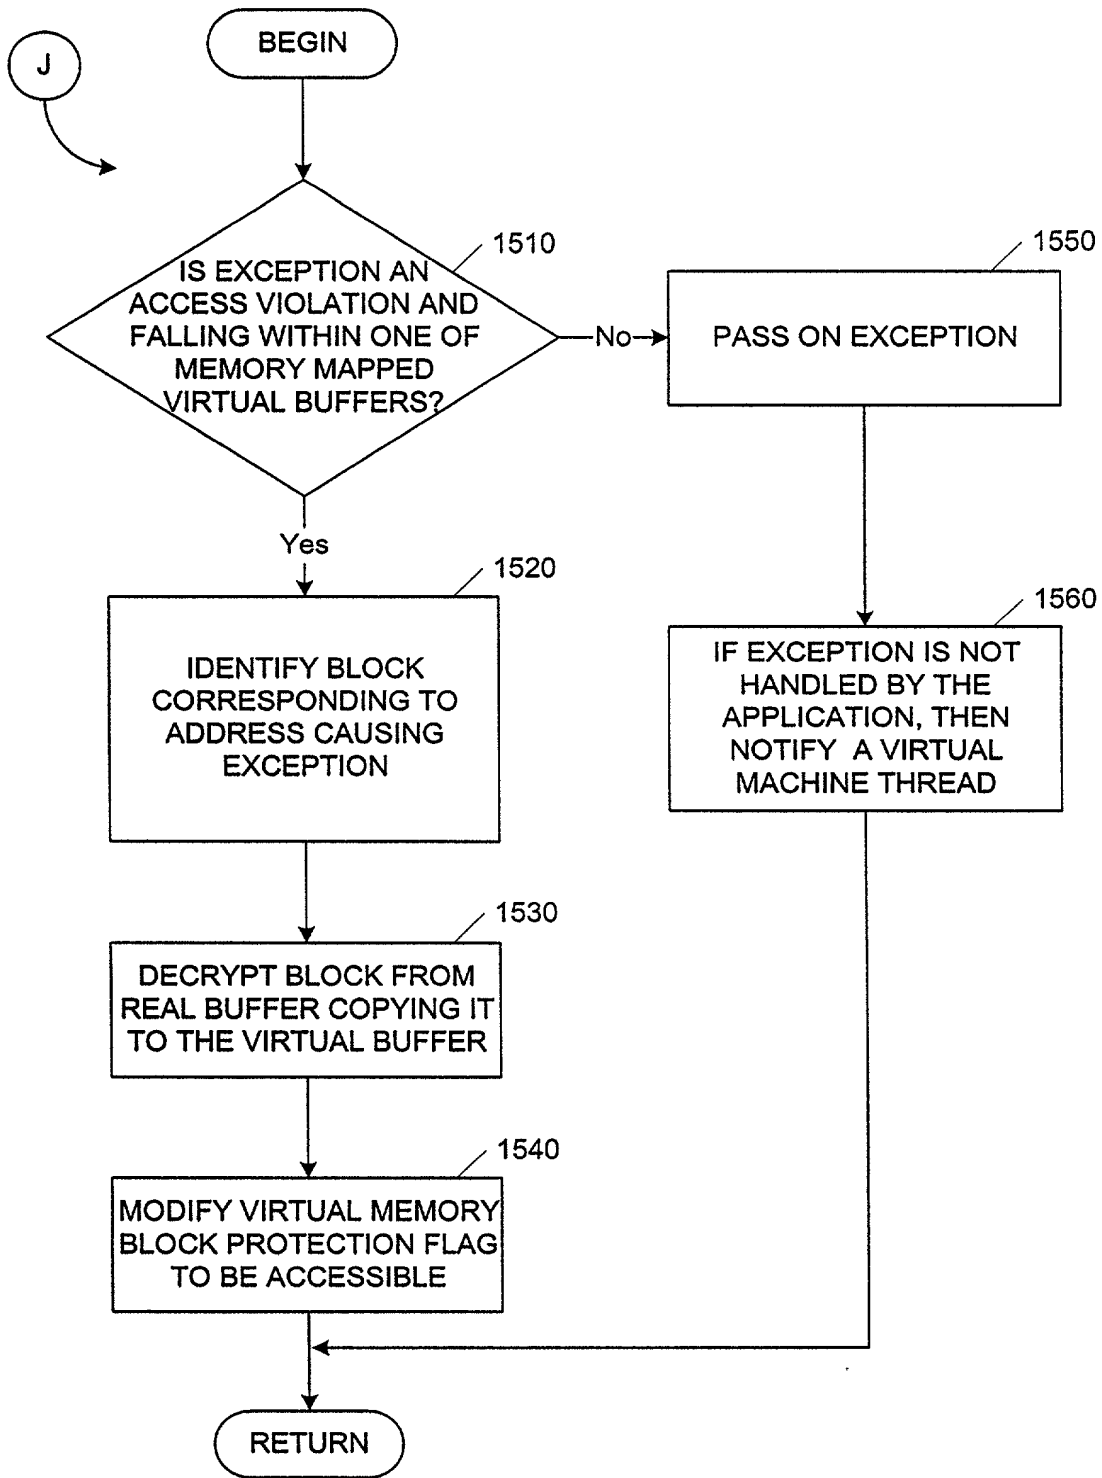 J
BEGIN
1510
IS EXCEPTION AN
ACCESS VIOLATION AND
FALLING WITHIN ONE OF
MEMORY MAPPED
VIRTUAL BUFFERS?
No
1550
PASS ON EXCEPTION
Yes
1520
IDENTIFY BLOCK
CORRESPONDING TO
ADDRESS CAUSING
EXCEPTION
1560
IF EXCEPTION IS NOT
HANDLED BY THE
APPLICATION, THEN
NOTIFY A VIRTUAL
MACHINE THREAD
1530
DECRYPT BLOCK FROM
REAL BUFFER COPYING IT
TO THE VIRTUAL BUFFER
1540
MODIFY VIRTUAL MEMORY
BLOCK PROTECTION FLAG
TO BE ACCESSIBLE
RETURN